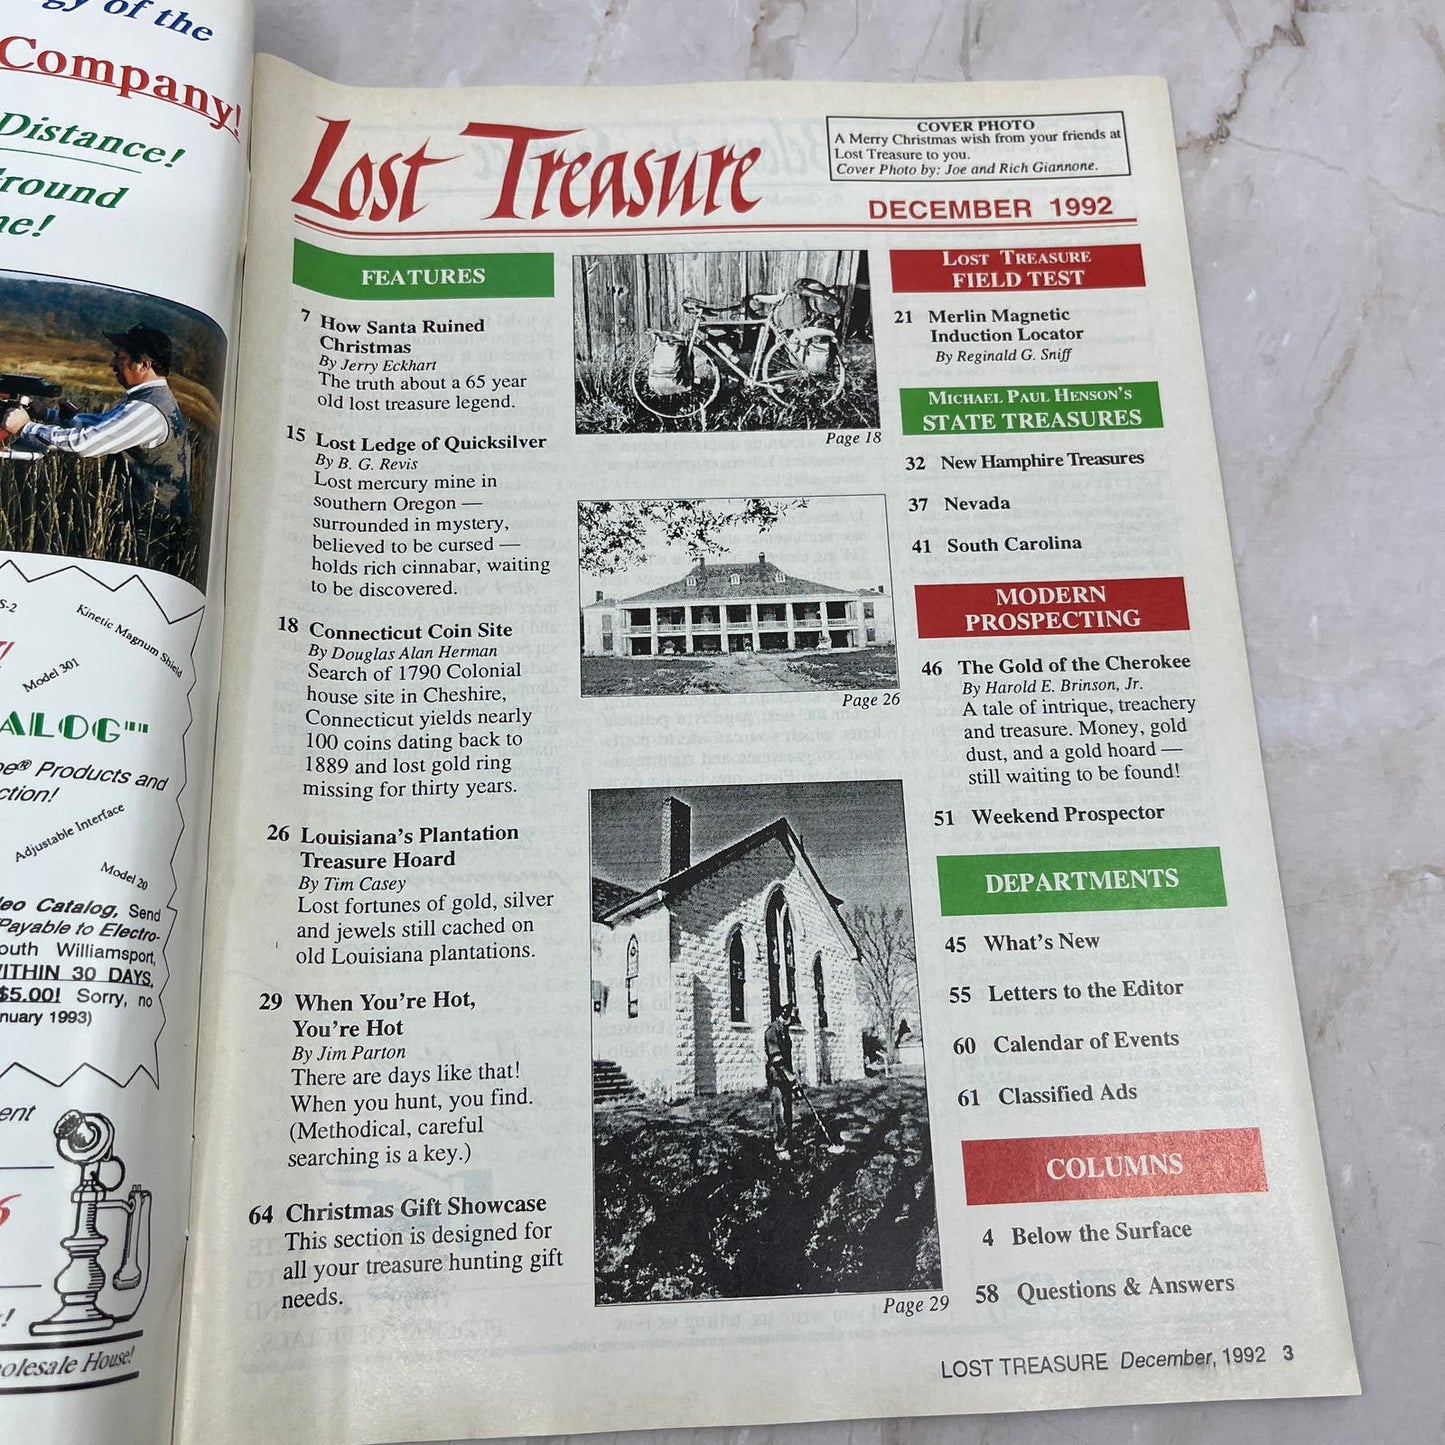 gy of the
Company!
Distance!
round
ne!
S-2
Kinetic Magnum Shield
Model 301
ALOG""
pe® Products and
ction!
Adjustable Interface
Model 20
deo Catalog, Send
Payable to Electro-
outh Williamsport,
WITHIN 30 DAYS,
$5.00! Sorry, no
nuary 1993)
ent
6
olesale House!
Lost Treasure
COVER PHOTO
A Merry Christmas wish from your friends at
Lost Treasure to you.
Cover Photo by: Joe and Rich Giannone.
DECEMBER 1992
FEATURES
7 How Santa Ruined
Christmas
By Jerry Eckhart
The truth about a 65 year
old lost treasure legend.
15 Lost Ledge of Quicksilver
By B. G. Revis
Lost mercury mine in
southern Oregon —
surrounded in mystery,
believed to be cursed —
holds rich cinnabar, waiting
to be discovered.
18 Connecticut Coin Site
By Douglas Alan Herman
Search of 1790 Colonial
house site in Cheshire,
Connecticut yields nearly
100 coins dating back to
1889 and lost gold ring
missing for thirty years.
26 Louisiana's Plantation
Treasure Hoard
By Tim Casey
Lost fortunes of gold, silver
and jewels still cached on
old Louisiana plantations.
29 When You're Hot,
You're Hot
By Jim Parton
There are days like that!
When you hunt, you find.
(Methodical, careful
searching is a key.)
64 Christmas Gift Showcase
This section is designed for
all your treasure hunting gift
needs.
Page 18
Page 26
Page 29
LOST TREASURE
FIELD TEST
21 Merlin Magnetic
Induction Locator
By Reginald G. Sniff
MICHAEL PAUL HENSON'S
STATE TREASURES
32 New Hamphire Treasures
37 Nevada
41 South Carolina
MODERN
PROSPECTING
46 The Gold of the Cherokee
By Harold E. Brinson, Jr.
A tale of intrique, treachery
and treasure. Money, gold
dust, and a gold hoard —
still waiting to be found!
51 Weekend Prospector
DEPARTMENTS
45 What's New
55 Letters to the Editor
60 Calendar of Events
61 Classified Ads
COLUMNS
4 Below the Surface
58 Questions & Answers
LOST TREASURE December, 1992 3